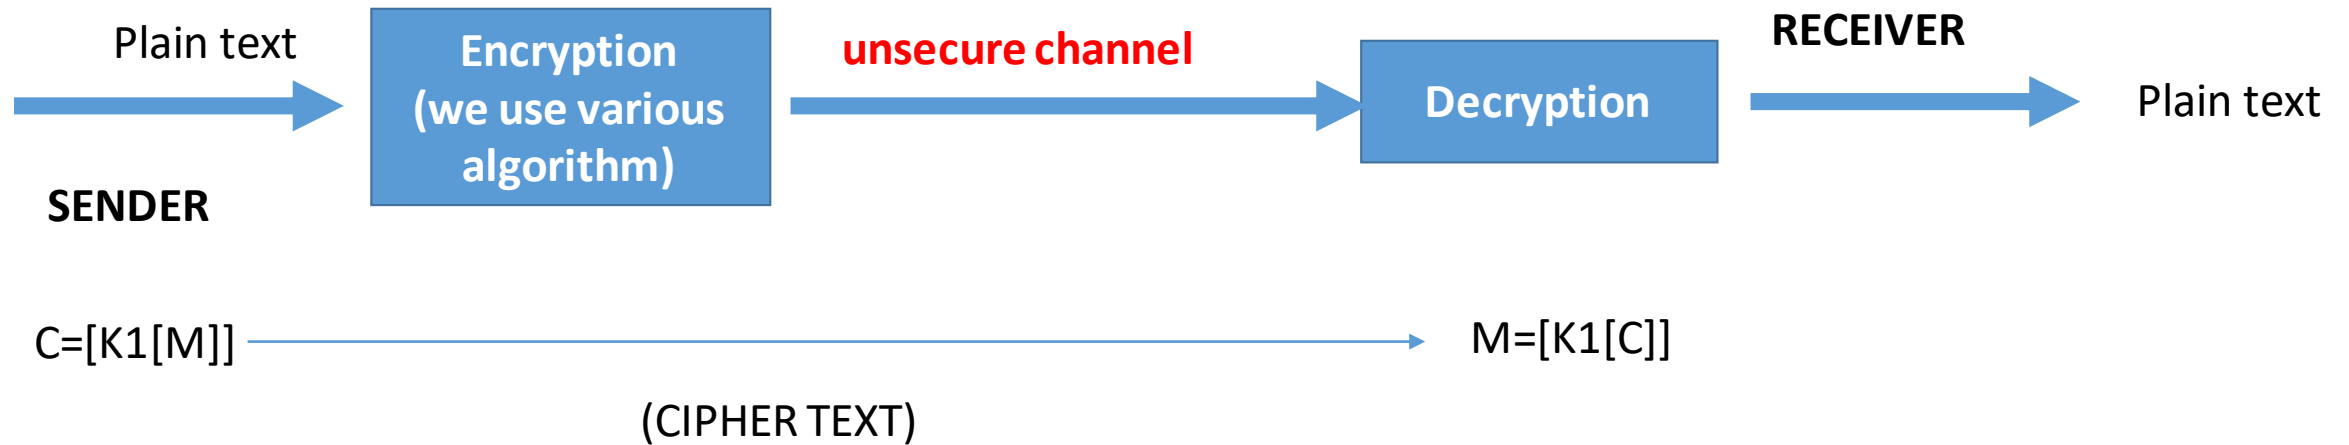 Plain text
Encryption
(we use various
algorithm)
unsecure channel
Decryption
RECEIVER
Plain text
SENDER
C=[K1[M]]
M=[K1[C]]
(CIPHER TEXT)